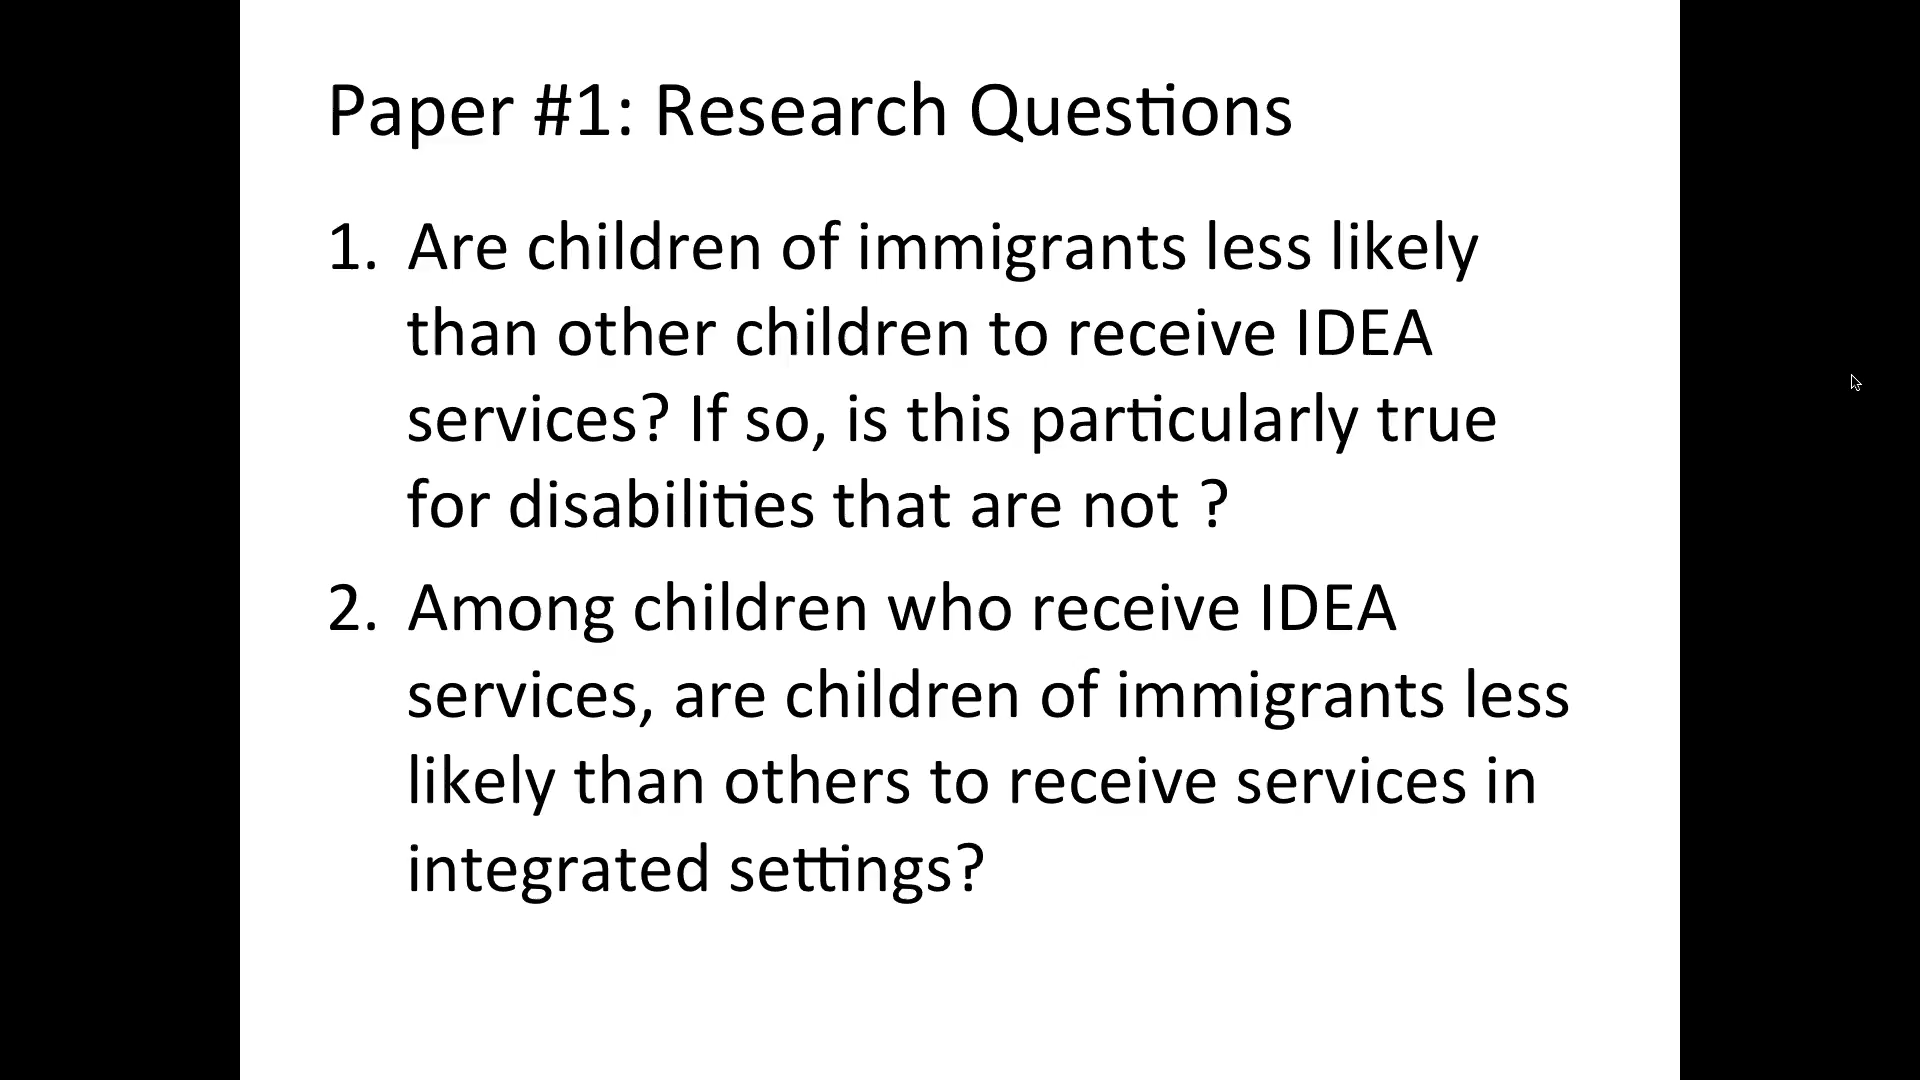 Paper #1: Research Questions
1. Are children of immigrants less likely
than other children to receive IDEA
services? If so, is this particularly true
for disabilities that are not ?
2. Among children who receive IDEA
services, are children of immigrants less
likely than others to receive services in
integrated settings?